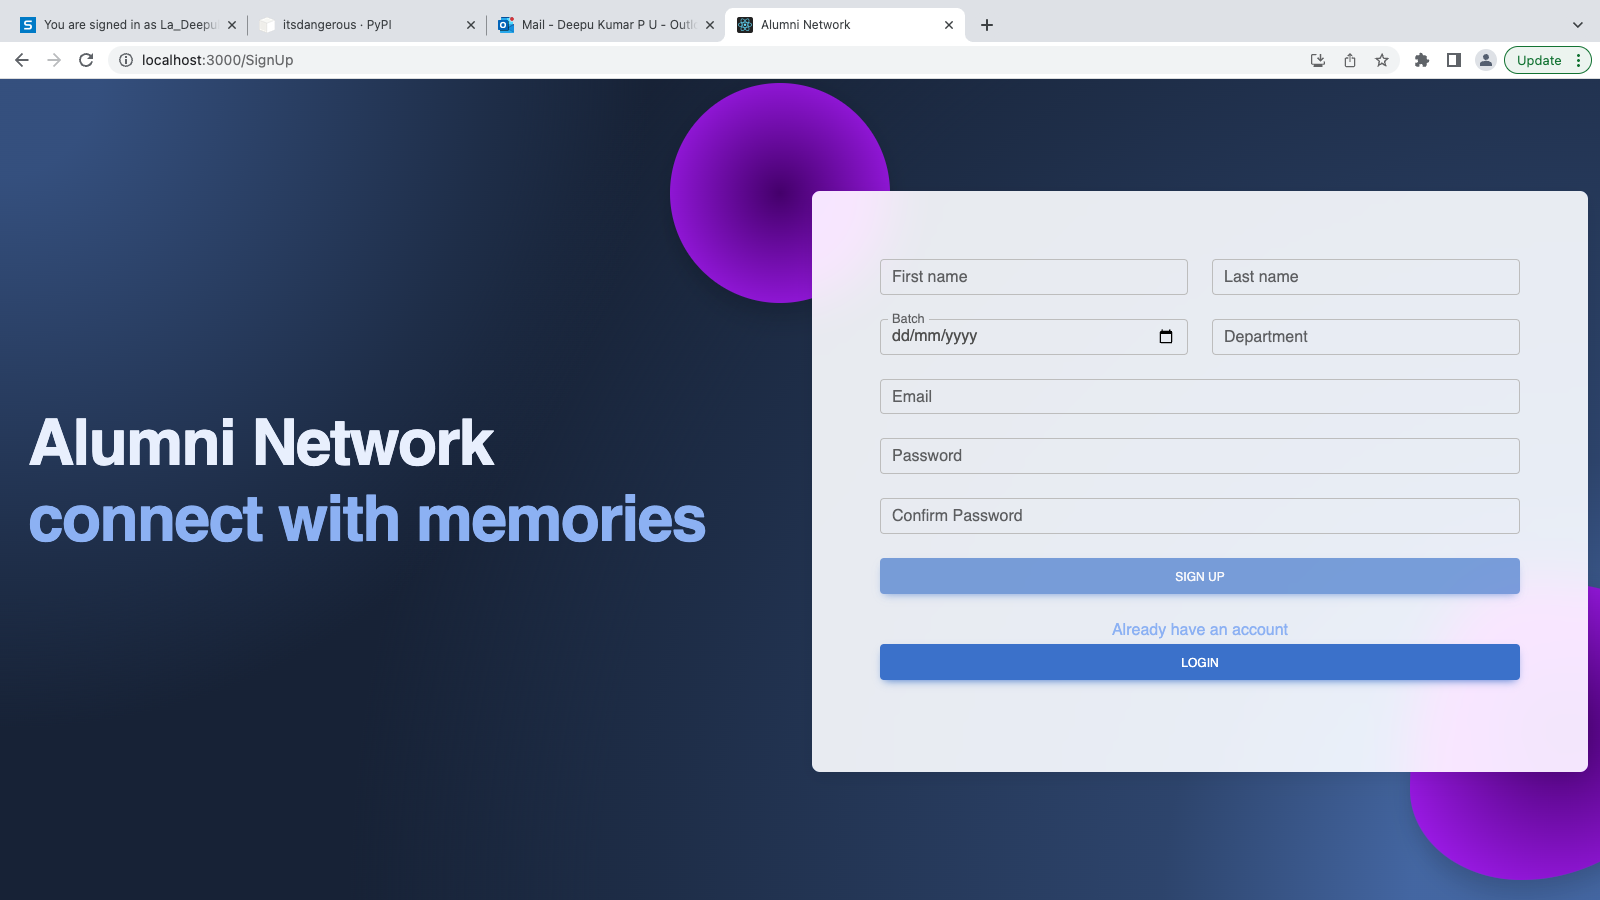 You are signed in as La_Deepu
itsdangerous · PyPI
Mail - Deepu Kumar P U - Outlo
Alumni Network
localhost:3000/SignUp
Update
First name
Last name
Batch
dd/mm/yyyy
Department
Email
Password
Confirm Password
SIGN UP
Already have an account
LOGIN
Alumni Network
connect with memories